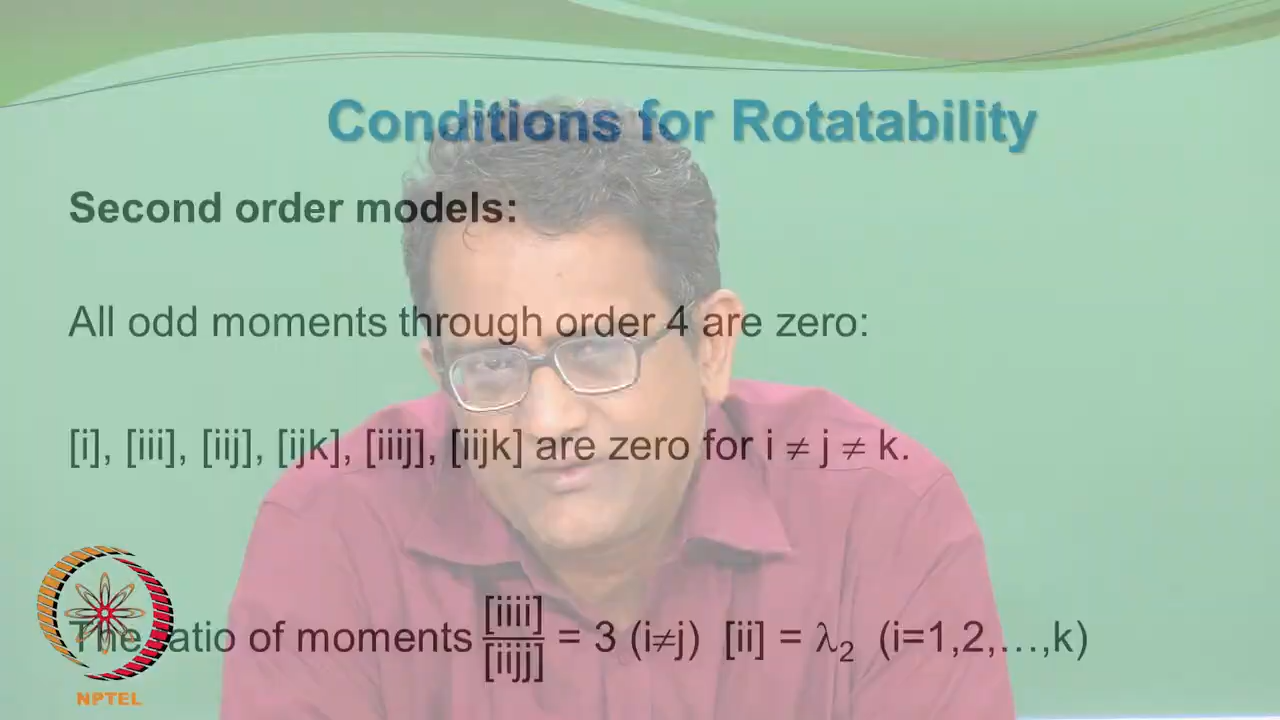 Conditions for Rotatability
Second order models:
All odd moments through order 4 are zero:
[i], [iii], [iij], [ijk], [iiij], [iijk] are zero for i ≠ j ≠ k.
The ratio of moments [iiii]/[iijj] = 3 (i≠j) [ii] = λ₂ (i=1,2,…,k)
NPTEL